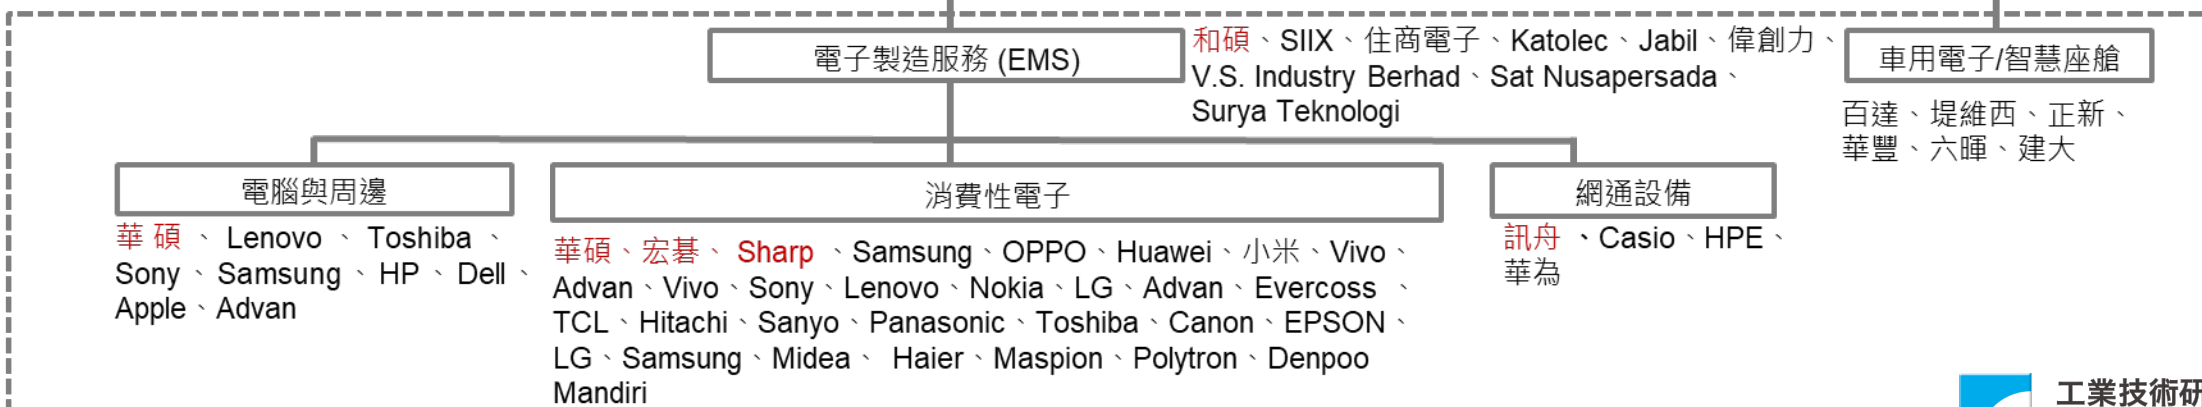 電子製造服務 (EMS)
和碩、SIIX、住商電子、Katolec、Jabil、偉創力、
V.S. Industry Berhad、Sat Nusapersada、
Surya Teknologi
車用電子/智慧座艙
百達、堤維西、正新、
華豐、六暉、建大
電腦與周邊
華碩、Lenovo、Toshiba、
Sony、Samsung、HP、Dell、
Apple、Advan
消費性電子
華碩、宏碁、Sharp、Samsung、OPPO、Huawei、小米、Vivo、
Advan、Vivo、Sony、Lenovo、Nokia、LG、Advan、Evercoss、
TCL、Hitachi、Sanyo、Panasonic、Toshiba、Canon、EPSON、
LG、Samsung、Midea、Haier、Maspion、Polytron、Denpoo
Mandiri
網通設備
訊舟、Casio、HPE、
華為
工業技術研